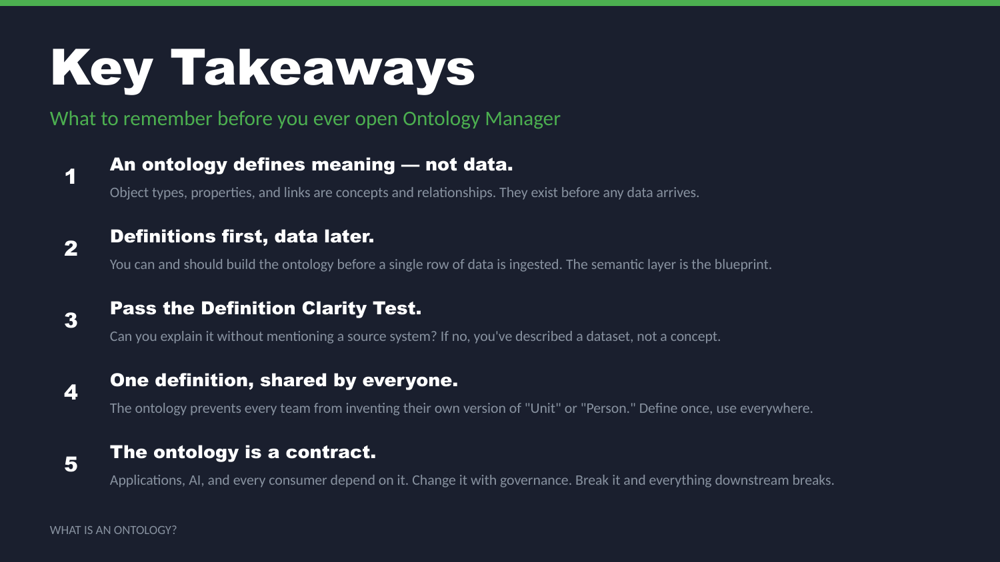 Key Takeaways
What to remember before you ever open Ontology Manager
1
An ontology defines meaning — not data.
Object types, properties, and links are concepts and relationships. They exist before any data arrives.
2
Definitions first, data later.
You can and should build the ontology before a single row of data is ingested. The semantic layer is the blueprint.
3
Pass the Definition Clarity Test.
Can you explain it without mentioning a source system? If no, you've described a dataset, not a concept.
4
One definition, shared by everyone.
The ontology prevents every team from inventing their own version of "Unit" or "Person." Define once, use everywhere.
5
The ontology is a contract.
Applications, AI, and every consumer depend on it. Change it with governance. Break it and everything downstream breaks.
WHAT IS AN ONTOLOGY?